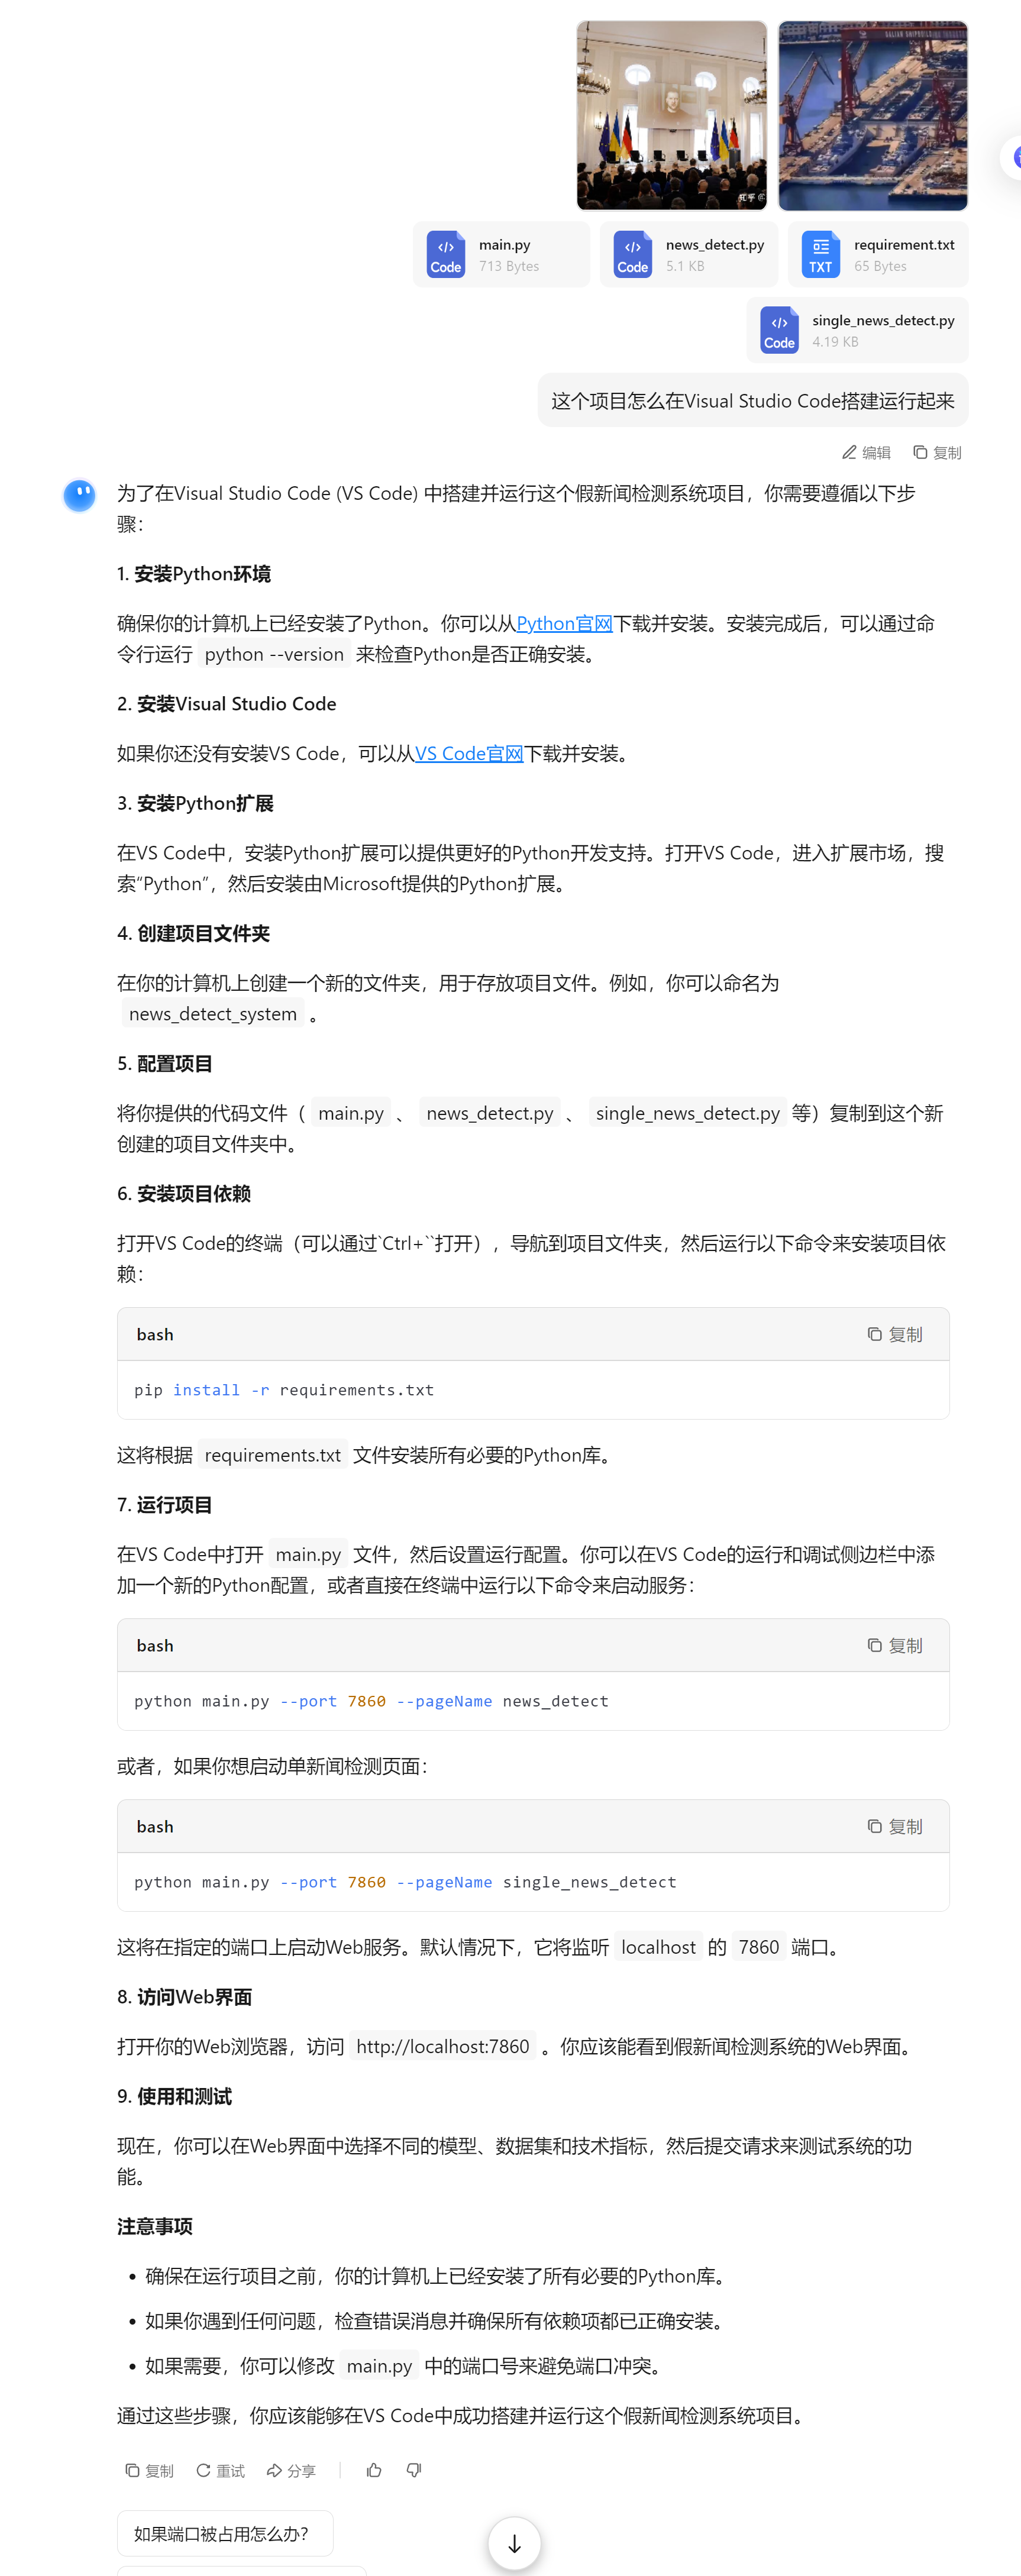 DALIAN SHIPBUILDING INDUSTRY
知乎 @
main.py
713 Bytes
Code
news_detect.py
5.1 KB
Code
requirement.txt
65 Bytes
TXT
single_news_detect.py
4.19 KB
Code
这个项目怎么在Visual Studio Code搭建运行起来
编辑 复制
为了在Visual Studio Code (VS Code) 中搭建并运行这个假新闻检测系统项目，你需要遵循以下步
骤：
1. 安装Python环境
确保你的计算机上已经安装了Python。你可以从Python官网下载并安装。安装完成后，可以通过命
令行运行 python --version 来检查Python是否正确安装。
2. 安装Visual Studio Code
如果你还没有安装VS Code，可以从VS Code官网下载并安装。
3. 安装Python扩展
在VS Code中，安装Python扩展可以提供更好的Python开发支持。打开VS Code，进入扩展市场，搜
索“Python”，然后安装由Microsoft提供的Python扩展。
4. 创建项目文件夹
在你的计算机上创建一个新的文件夹，用于存放项目文件。例如，你可以命名为
news_detect_system 。
5. 配置项目
将你提供的代码文件（ main.py 、 news_detect.py 、 single_news_detect.py 等）复制到这个新
创建的项目文件夹中。
6. 安装项目依赖
打开VS Code的终端（可以通过`Ctrl+``打开），导航到项目文件夹，然后运行以下命令来安装项目依
赖：
bash 复制
pip install -r requirements.txt
这将根据 requirements.txt 文件安装所有必要的Python库。
7. 运行项目
在VS Code中打开 main.py 文件，然后设置运行配置。你可以在VS Code的运行和调试侧边栏中添
加一个新的Python配置，或者直接在终端中运行以下命令来启动服务：
bash 复制
python main.py --port 7860 --pageName news_detect
或者，如果你想启动单新闻检测页面：
bash 复制
python main.py --port 7860 --pageName single_news_detect
这将在指定的端口上启动Web服务。默认情况下，它将监听 localhost 的 7860 端口。
8. 访问Web界面
打开你的Web浏览器，访问 http://localhost:7860 。你应该能看到假新闻检测系统的Web界面。
9. 使用和测试
现在，你可以在Web界面中选择不同的模型、数据集和技术指标，然后提交请求来测试系统的功
能。
注意事项
• 确保在运行项目之前，你的计算机上已经安装了所有必要的Python库。
• 如果你遇到任何问题，检查错误消息并确保所有依赖项都已正确安装。
• 如果需要，你可以修改 main.py 中的端口号来避免端口冲突。
通过这些步骤，你应该能够在VS Code中成功搭建并运行这个假新闻检测系统项目。
复制 重试 分享
如果端口被占用怎么办？